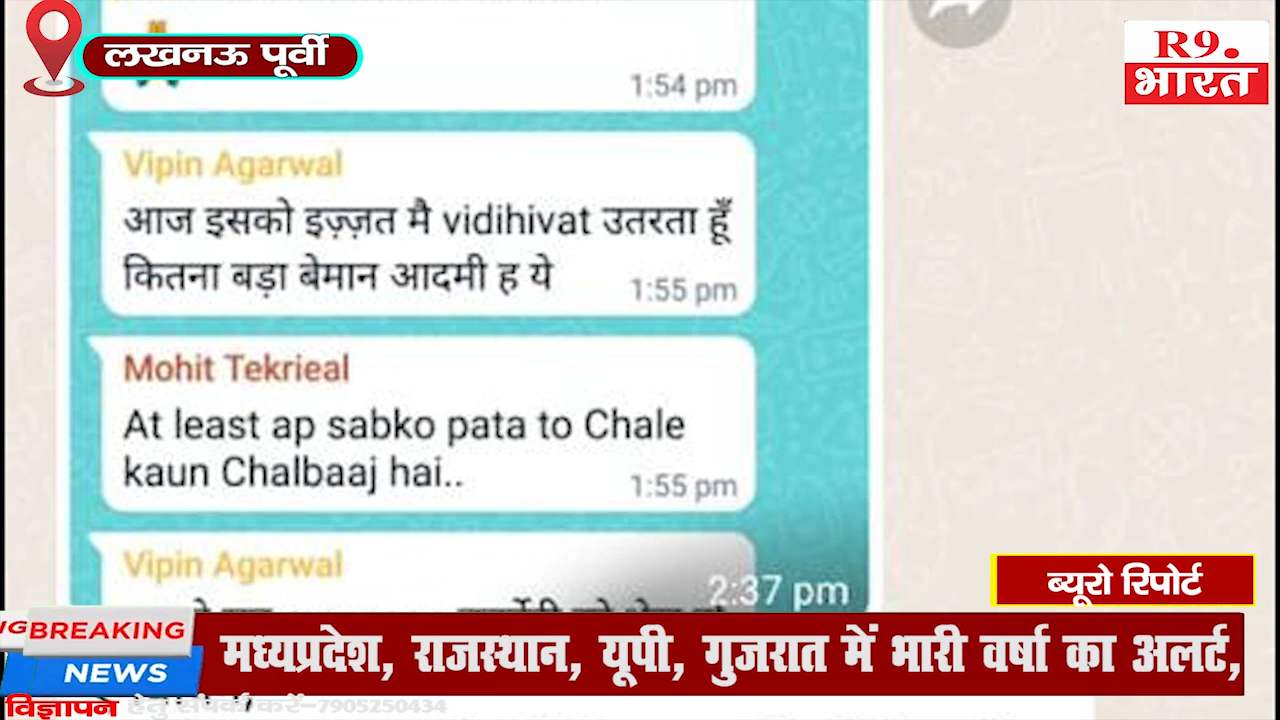 लखनऊ पूर्वी
R9.
भारत
1:54 pm
Vipin Agarwal
आज इसको इज़्ज़त मै vidihivat उतरता हूँ
कितना बड़ा बेमान आदमी ह ये
1:55 pm
Mohit Tekrieal
At least ap sabko pata to Chale
kaun Chalbaaj hai..
1:55 pm
Vipin Agarwal
2:37 pm
ब्यूरो रिपोर्ट
BREAKING
NEWS
मध्यप्रदेश, राजस्थान, यूपी, गुजरात में भारी वर्षा का अलर्ट,
विज्ञापन हेतु संपर्क करें-7905250434